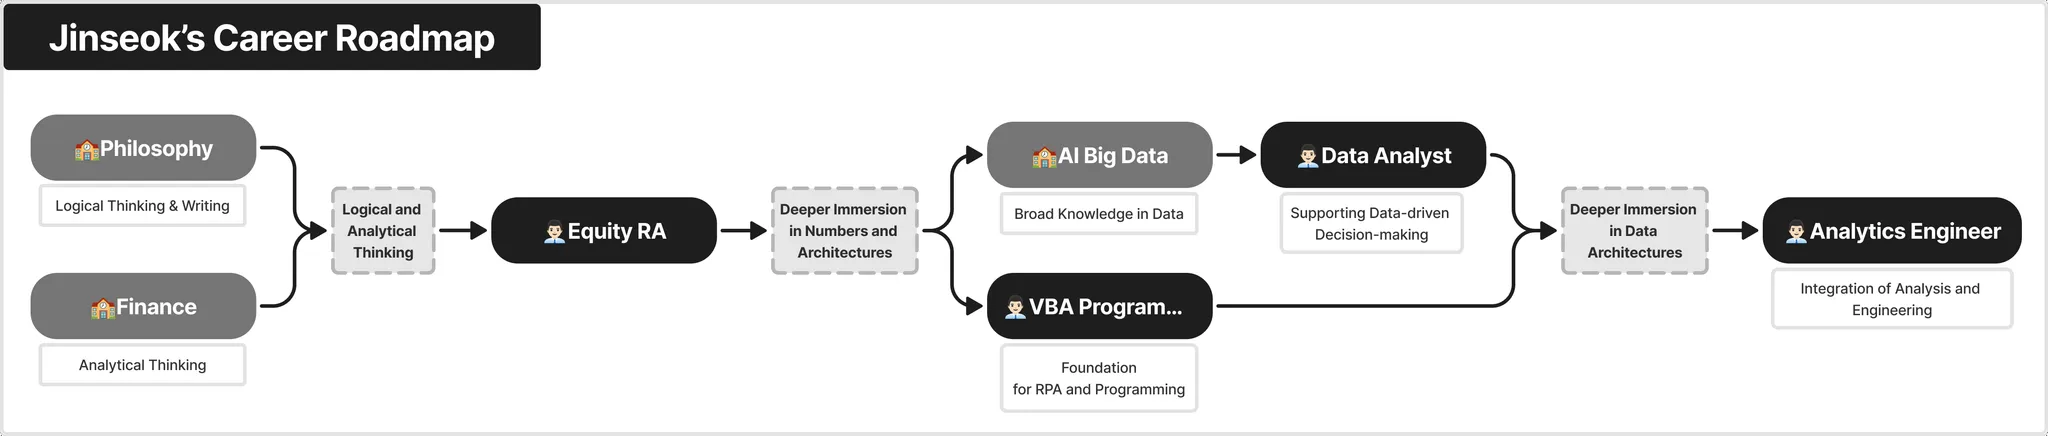 Jinseok’s Career Roadmap
Philosophy
Logical Thinking & Writing
Finance
Analytical Thinking
Logical and
Analytical
Thinking
Equity RA
Deeper Immersion
in Numbers and
Architectures
AI Big Data
Broad Knowledge in Data
VBA Program...
Foundation
for RPA and Programming
Data Analyst
Supporting Data-driven
Decision-making
Deeper Immersion
in Data
Architectures
Analytics Engineer
Integration of Analysis and
Engineering